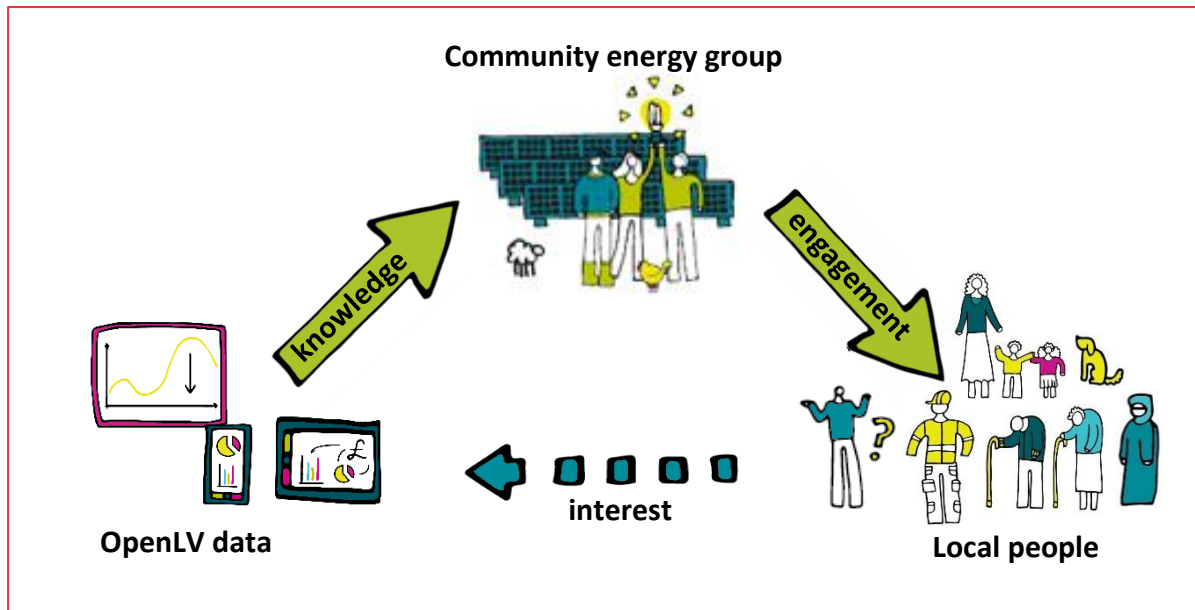 Community energy group
knowledge
engagement
£
?
interest
OpenLV data
Local people